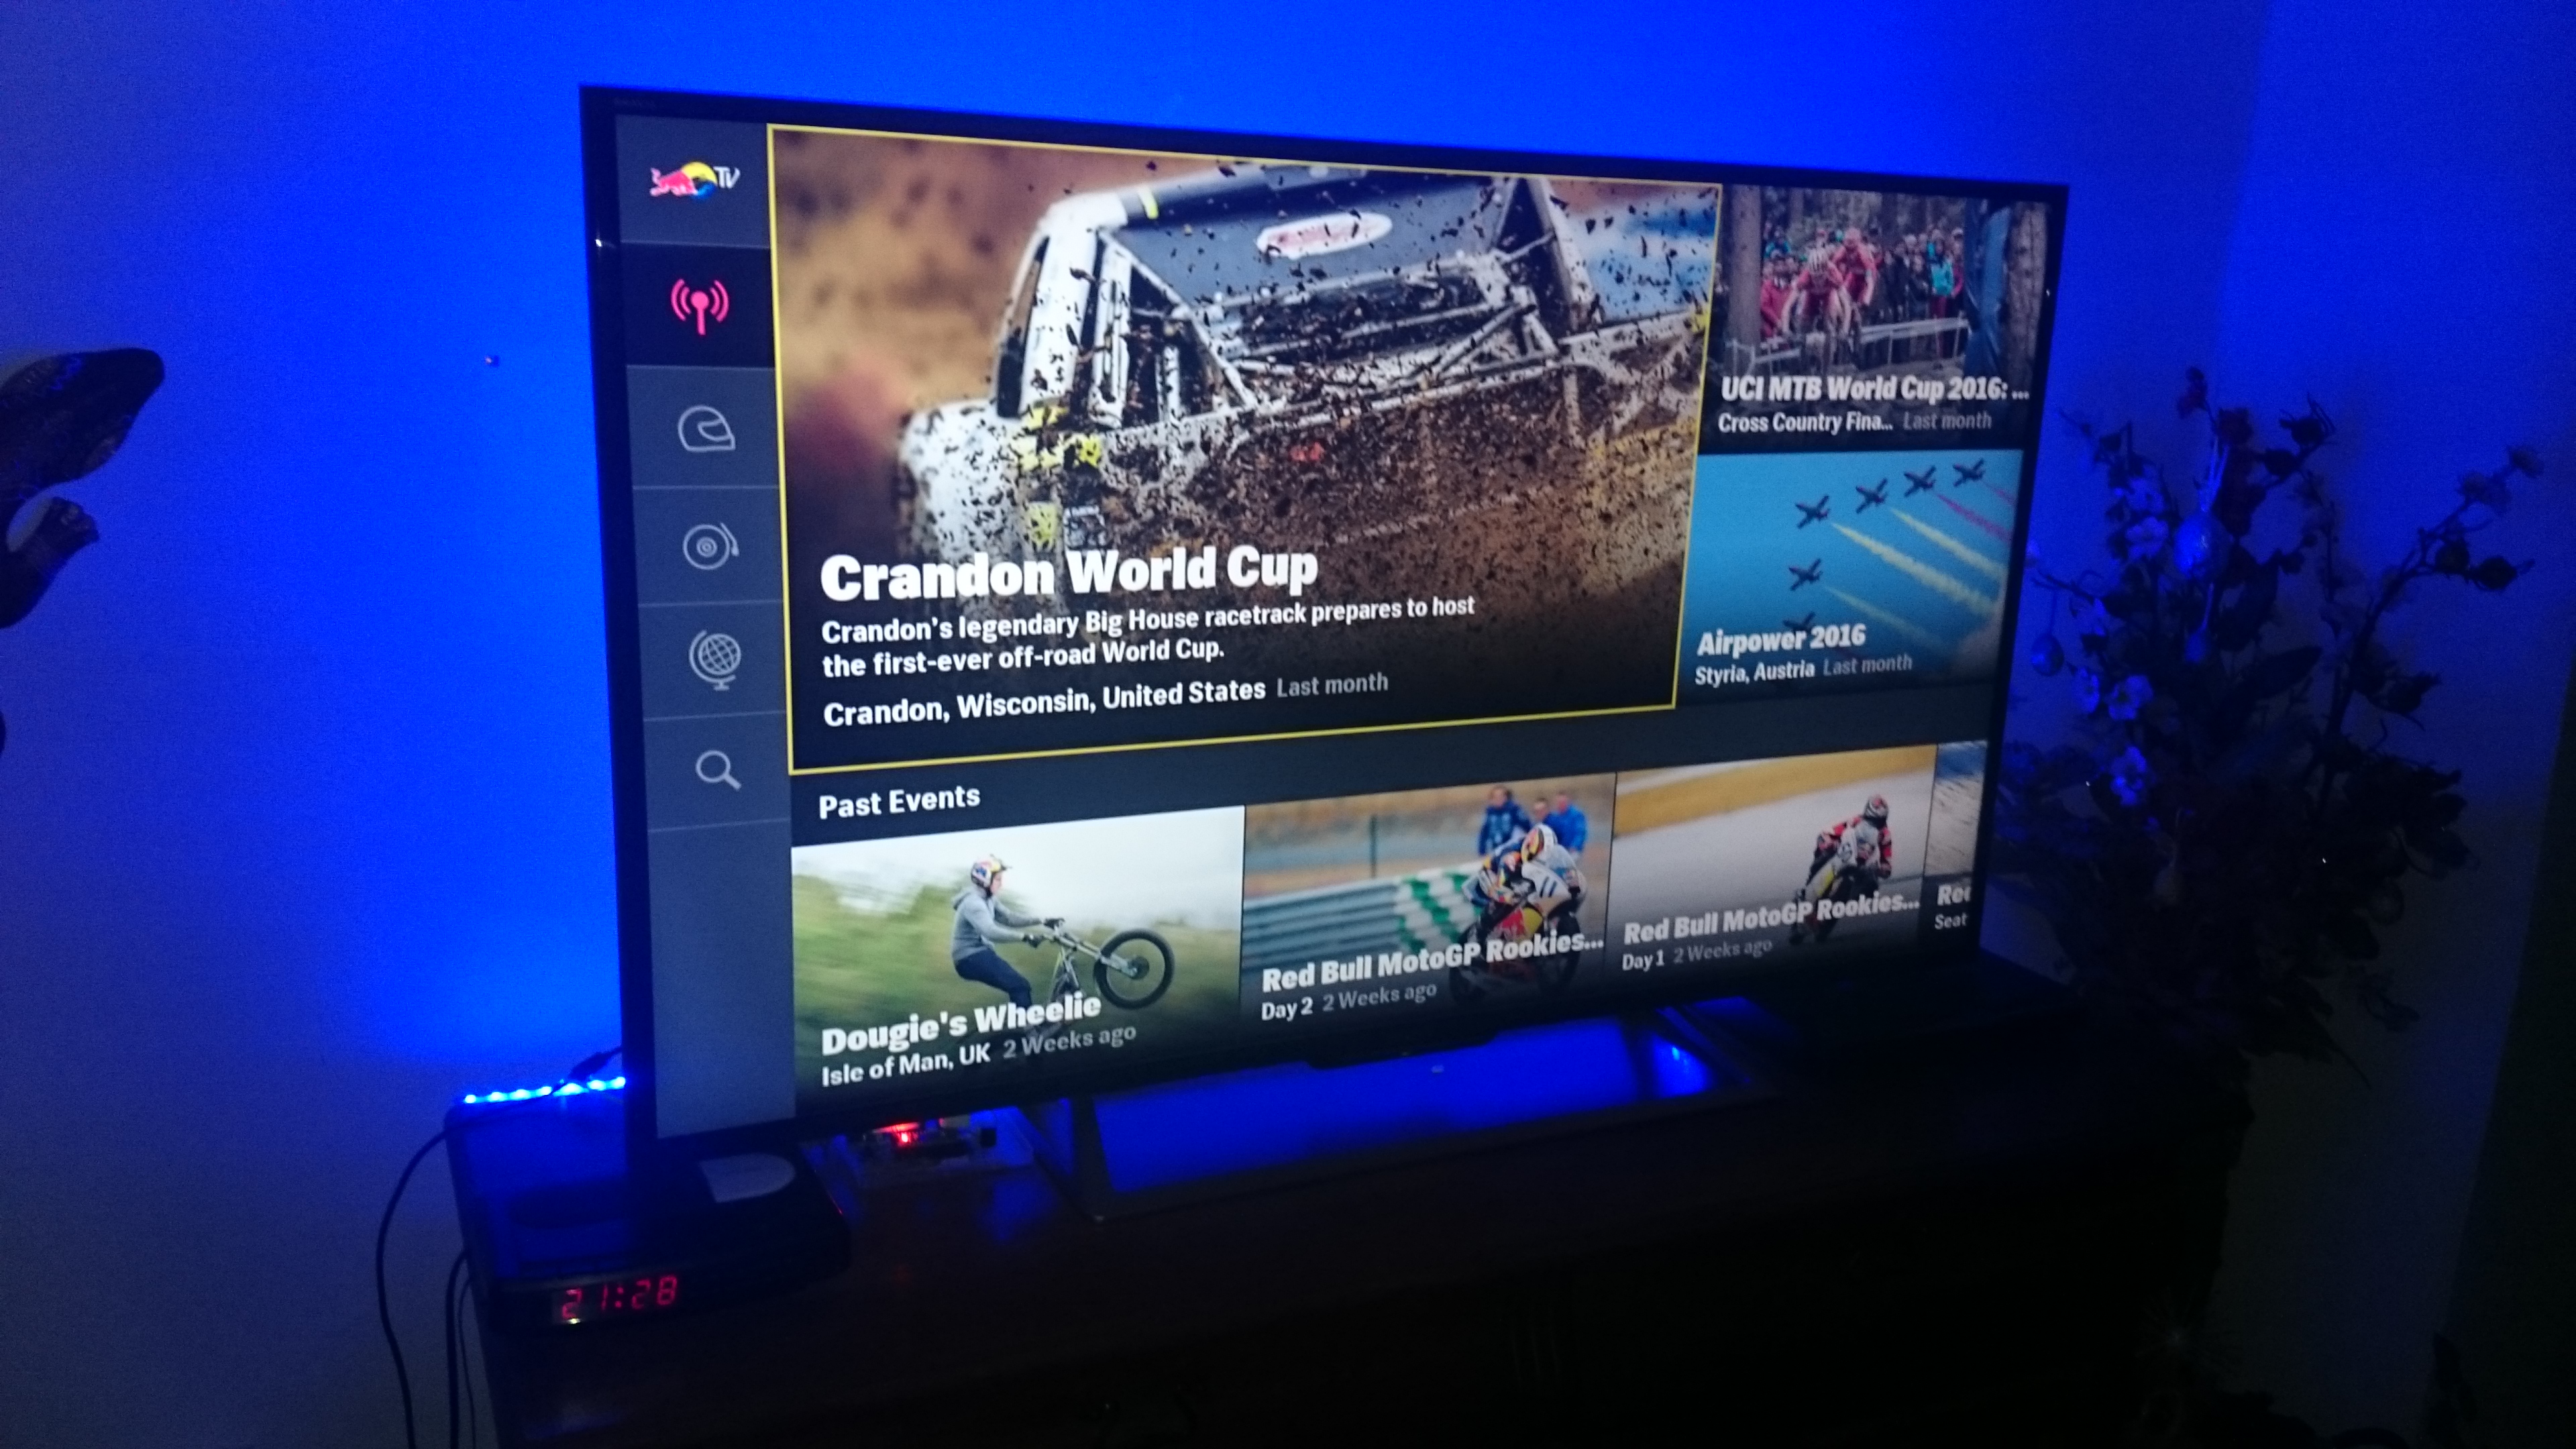 TV
Crandon World Cup
Crandon's legendary Big House racetrack prepares to host
the first-ever off-road World Cup.
Crandon, Wisconsin, United States Last month
UCI MTB World Cup 2016: ...
Cross Country Fina... Last month
Airpower 2016
Styria, Austria Last month
Past Events
Dougie's Wheelie
Isle of Man, UK 2 Weeks ago
Red Bull MotoGP Rookies...
Day 2 2 Weeks ago
Red Bull MotoGP Rookies...
Day 1 2 Weeks ago
Seat
21:28